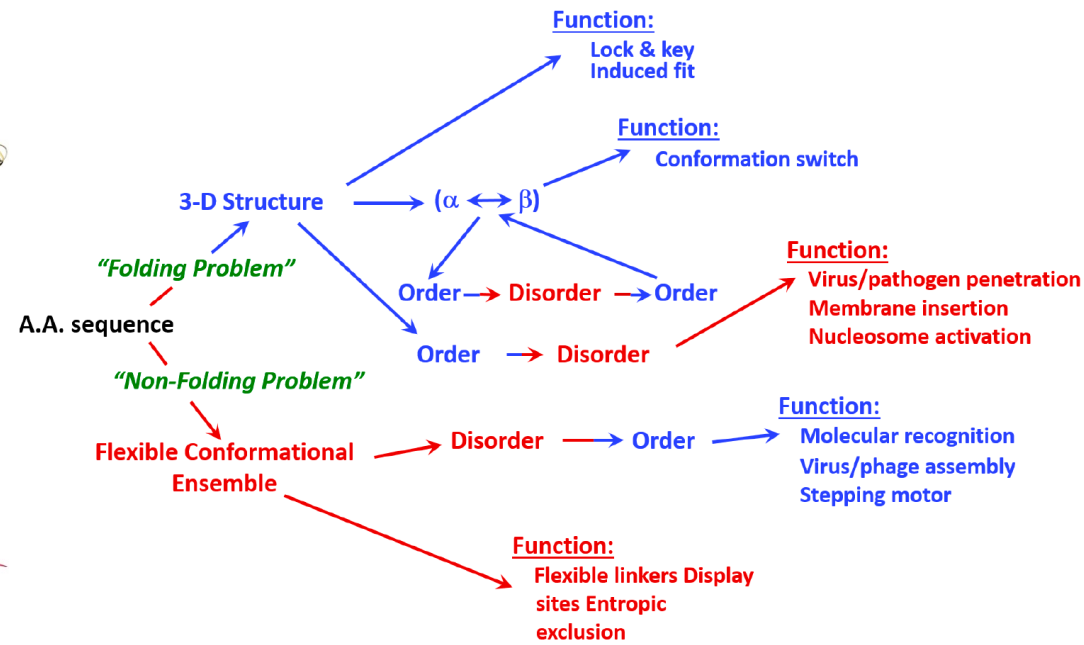 Function:
Lock & key
Induced fit
Function:
Conformation switch
3-D Structure
(α ⟷ β)
"Folding Problem"
Function:
Virus/pathogen penetration
Membrane insertion
Nucleosome activation
Order → Disorder → Order
A.A. sequence
Order → Disorder
"Non-Folding Problem"
Function:
Molecular recognition
Virus/phage assembly
Stepping motor
Flexible Conformational
Ensemble
Disorder → Order
Function:
Flexible linkers Display
sites Entropic
exclusion